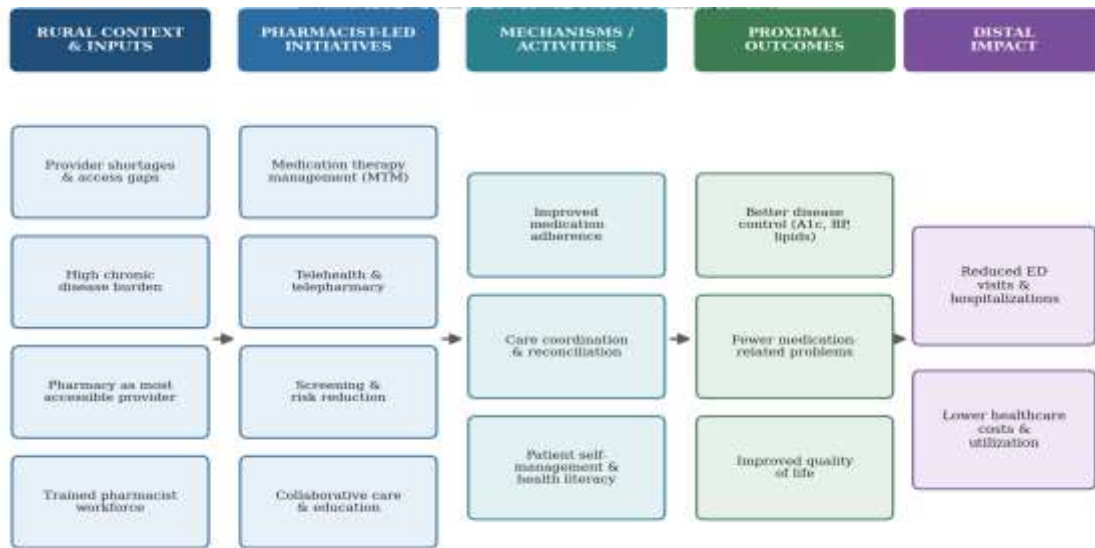 RURAL CONTEXT
& INPUTS
PHARMACIST-LED
INITIATIVES
MECHANISMS /
ACTIVITIES
PROXIMAL
OUTCOMES
DISTAL
IMPACT
Provider shortages
& access gaps
High chronic
disease burden
Pharmacy as most
accessible provider
Trained pharmacist
workforce
Medication therapy
management (MTM)
Telehealth &
telepharmacy
Screening &
risk reduction
Collaborative care
& education
Improved
medication
adherence
Care coordination
& reconciliation
Patient self-
management &
health literacy
Better disease
control (A1c, BP,
lipids)
Fewer medication-
related problems
Improved quality
of life
Reduced ED
visits &
hospitalizations
Lower healthcare
costs &
utilization